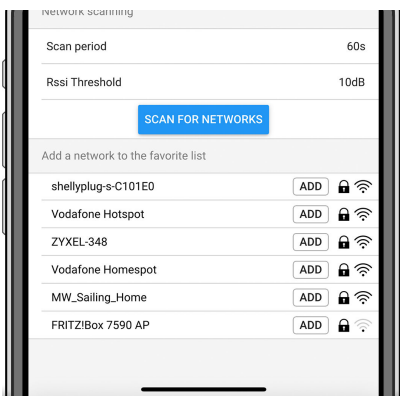 Network scanning
Scan period 60s
Rssi Threshold 10dB
SCAN FOR NETWORKS
Add a network to the favorite list
shellyplug-s-C101E0 ADD
Vodafone Hotspot ADD
ZYXEL-348 ADD
Vodafone Homespot ADD
MW_Sailing_Home ADD
FRITZ!Box 7590 AP ADD